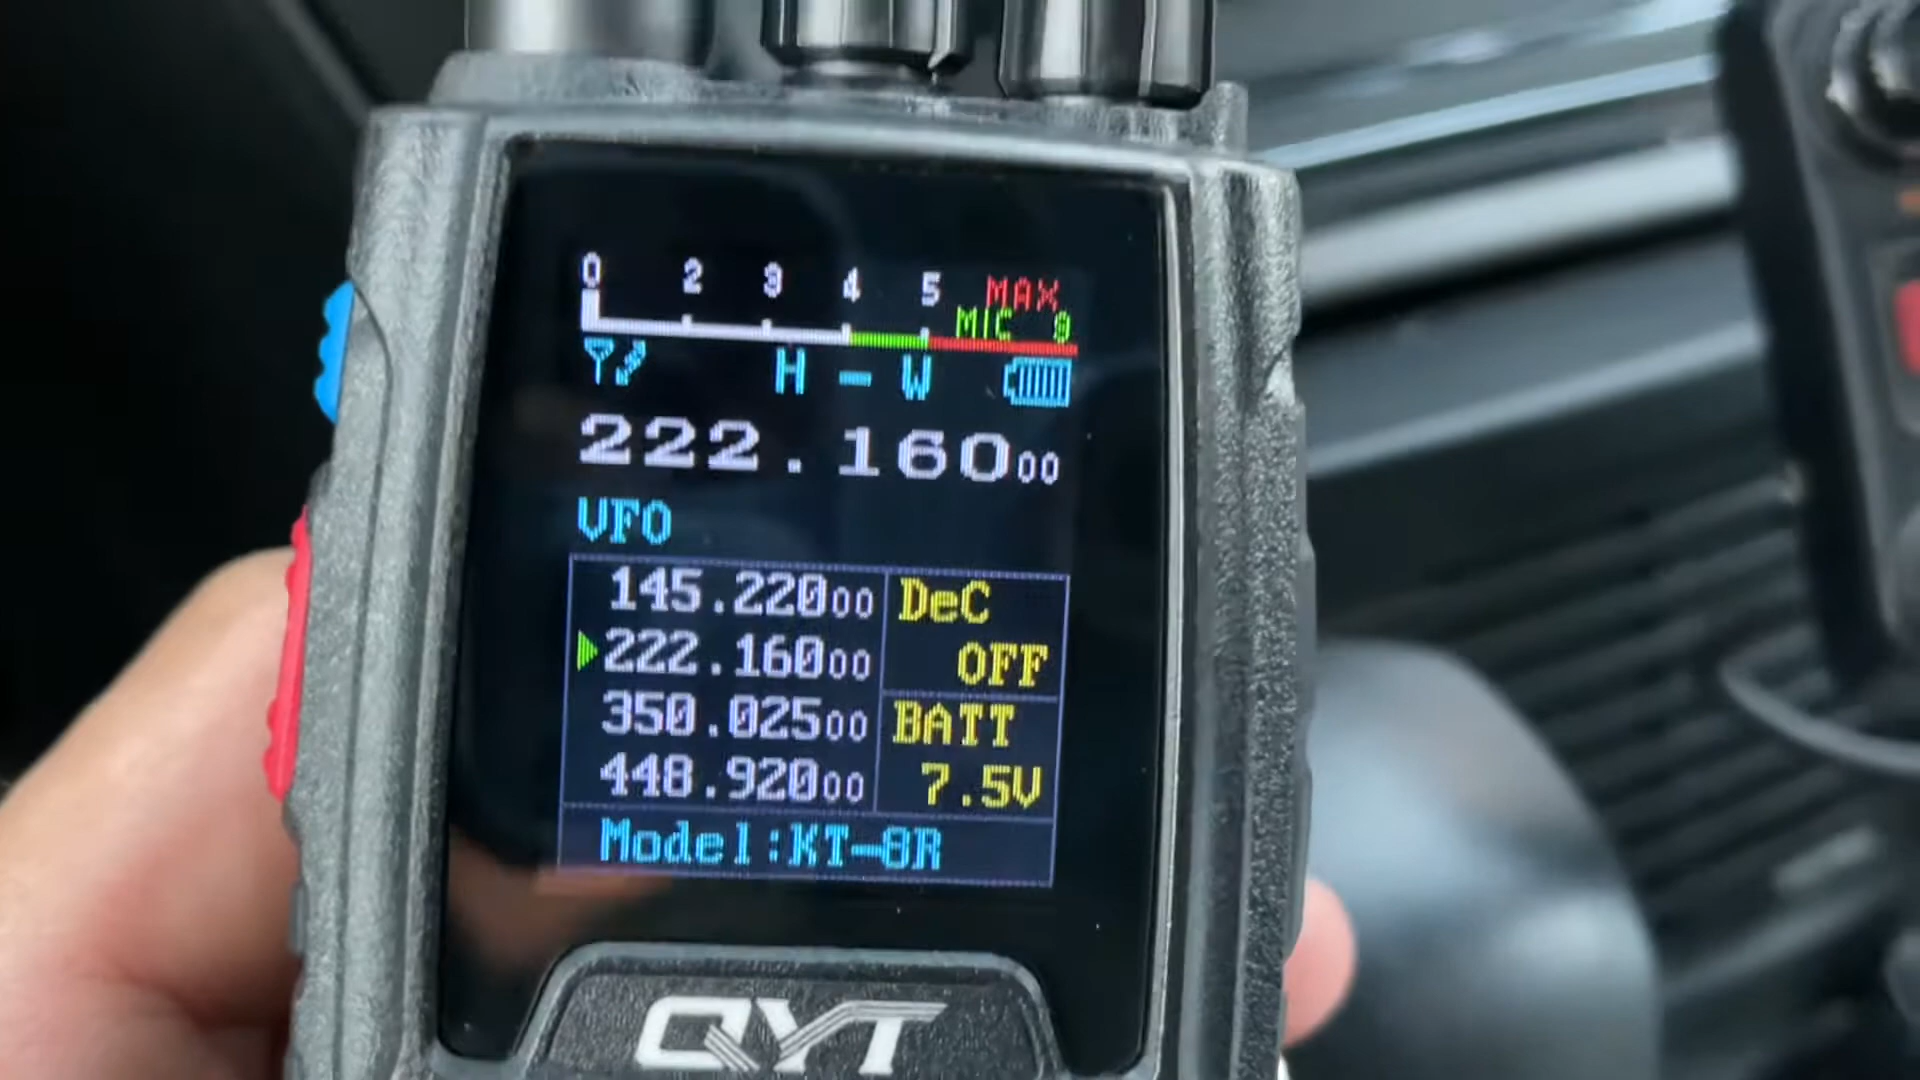 0 2 3 4 5 MAX
MIC 8
H - W
222.16000
VFO
145.22000 DeC
222.16000 OFF
350.02500 BATT
448.92000 7.5V
Model:KT-8R
QYT